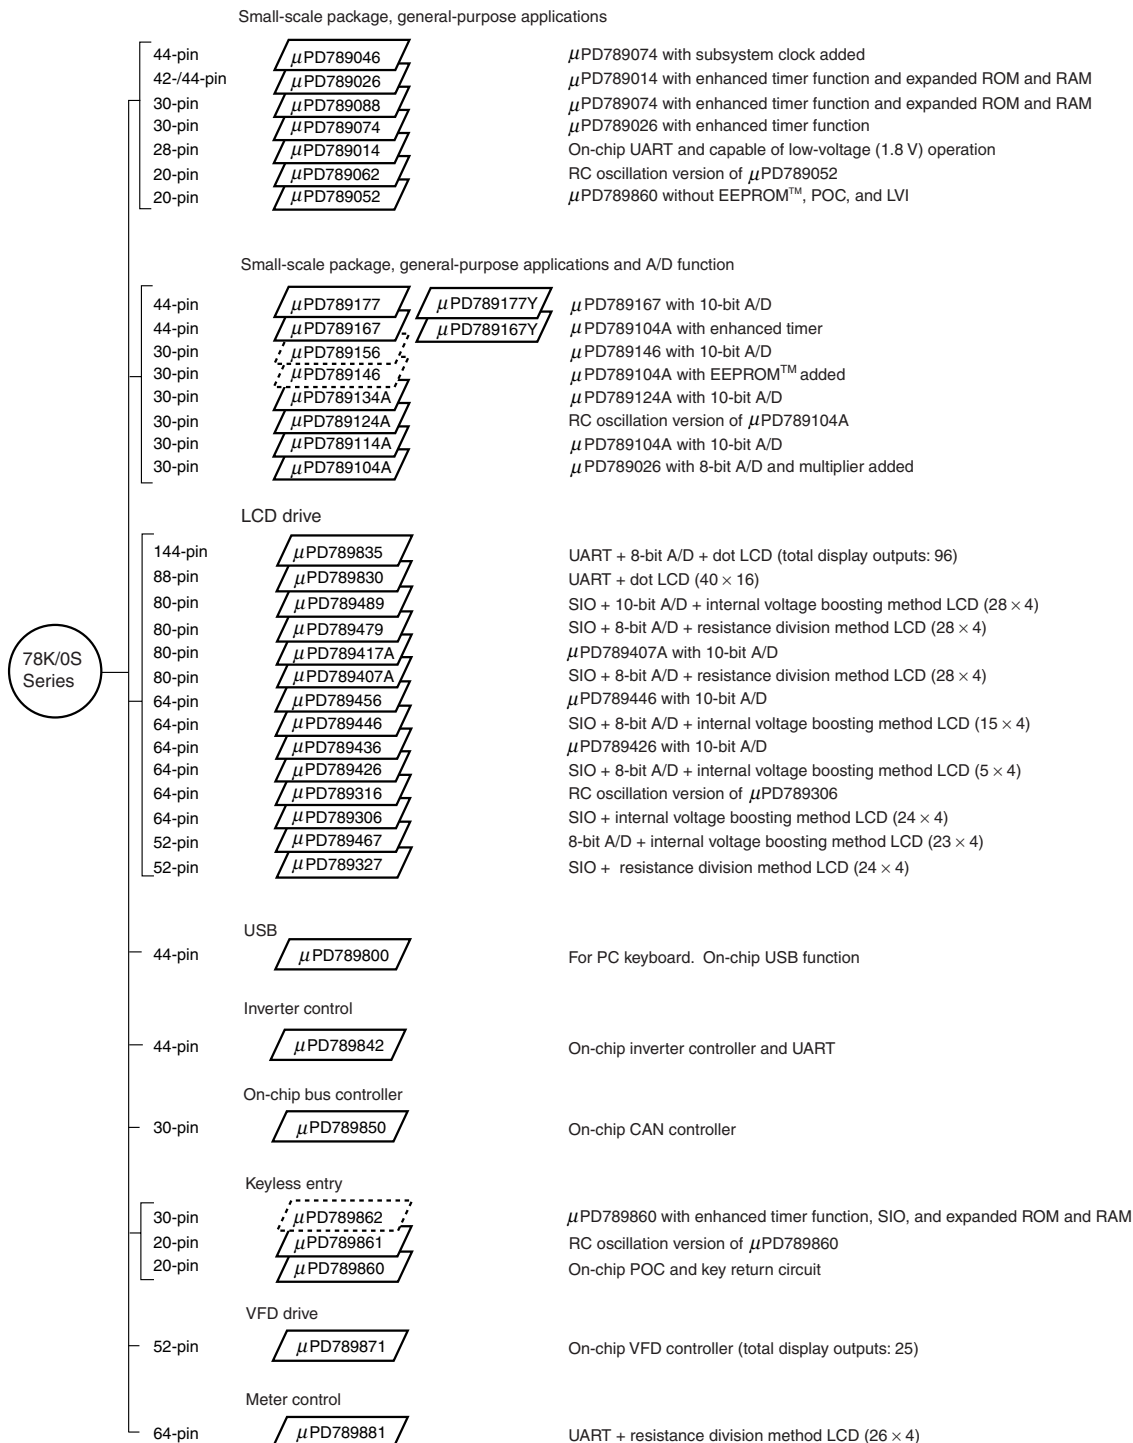 Small-scale package, general-purpose applications
44-pin μPD789046 μPD789074 with subsystem clock added
42-/44-pin μPD789026 μPD789014 with enhanced timer function and expanded ROM and RAM
30-pin μPD789088 μPD789074 with enhanced timer function and expanded ROM and RAM
30-pin μPD789074 μPD789026 with enhanced timer function
28-pin μPD789014 On-chip UART and capable of low-voltage (1.8 V) operation
20-pin μPD789062 RC oscillation version of μPD789052
20-pin μPD789052 μPD789860 without EEPROM™, POC, and LVI
Small-scale package, general-purpose applications and A/D function
44-pin μPD789177 μPD789177Y μPD789167 with 10-bit A/D
44-pin μPD789167 μPD789167Y μPD789104A with enhanced timer
30-pin μPD789156 μPD789146 with 10-bit A/D
30-pin μPD789146 μPD789104A with EEPROM™ added
30-pin μPD789134A μPD789124A with 10-bit A/D
30-pin μPD789124A RC oscillation version of μPD789104A
30-pin μPD789114A μPD789104A with 10-bit A/D
30-pin μPD789104A μPD789026 with 8-bit A/D and multiplier added
LCD drive
144-pin μPD789835 UART + 8-bit A/D + dot LCD (total display outputs: 96)
88-pin μPD789830 UART + dot LCD (40 × 16)
80-pin μPD789489 SIO + 10-bit A/D + internal voltage boosting method LCD (28 × 4)
80-pin μPD789479 SIO + 8-bit A/D + resistance division method LCD (28 × 4)
80-pin μPD789417A μPD789407A with 10-bit A/D
80-pin μPD789407A SIO + 8-bit A/D + resistance division method LCD (28 × 4)
64-pin μPD789456 μPD789446 with 10-bit A/D
64-pin μPD789446 SIO + 8-bit A/D + internal voltage boosting method LCD (15 × 4)
64-pin μPD789436 μPD789426 with 10-bit A/D
64-pin μPD789426 SIO + 8-bit A/D + internal voltage boosting method LCD (5 × 4)
64-pin μPD789316 RC oscillation version of μPD789306
64-pin μPD789306 SIO + internal voltage boosting method LCD (24 × 4)
52-pin μPD789467 8-bit A/D + internal voltage boosting method LCD (23 × 4)
52-pin μPD789327 SIO + resistance division method LCD (24 × 4)
78K/0S
Series
USB
44-pin μPD789800 For PC keyboard. On-chip USB function
Inverter control
44-pin μPD789842 On-chip inverter controller and UART
On-chip bus controller
30-pin μPD789850 On-chip CAN controller
Keyless entry
30-pin μPD789862 μPD789860 with enhanced timer function, SIO, and expanded ROM and RAM
20-pin μPD789861 RC oscillation version of μPD789860
20-pin μPD789860 On-chip POC and key return circuit
VFD drive
52-pin μPD789871 On-chip VFD controller (total display outputs: 25)
Meter control
64-pin μPD789881 UART + resistance division method LCD (26 × 4)